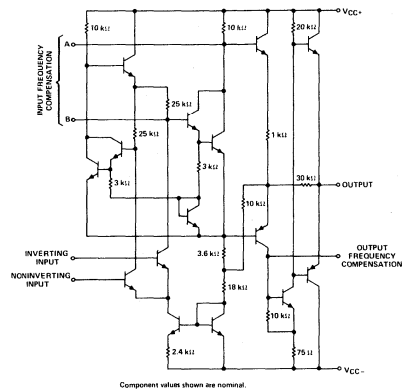 VCC+
10 kΩ
10 kΩ
20 kΩ
A
INPUT FREQUENCY
COMPENSATION
25 kΩ
B
25 kΩ
1 kΩ
3 kΩ
3 kΩ
30 kΩ
OUTPUT
10 kΩ
3.6 kΩ
OUTPUT
FREQUENCY
COMPENSATION
INVERTING
INPUT
NONINVERTING
INPUT
18 kΩ
10 kΩ
2.4 kΩ
75 Ω
VCC−
Component values shown are nominal.